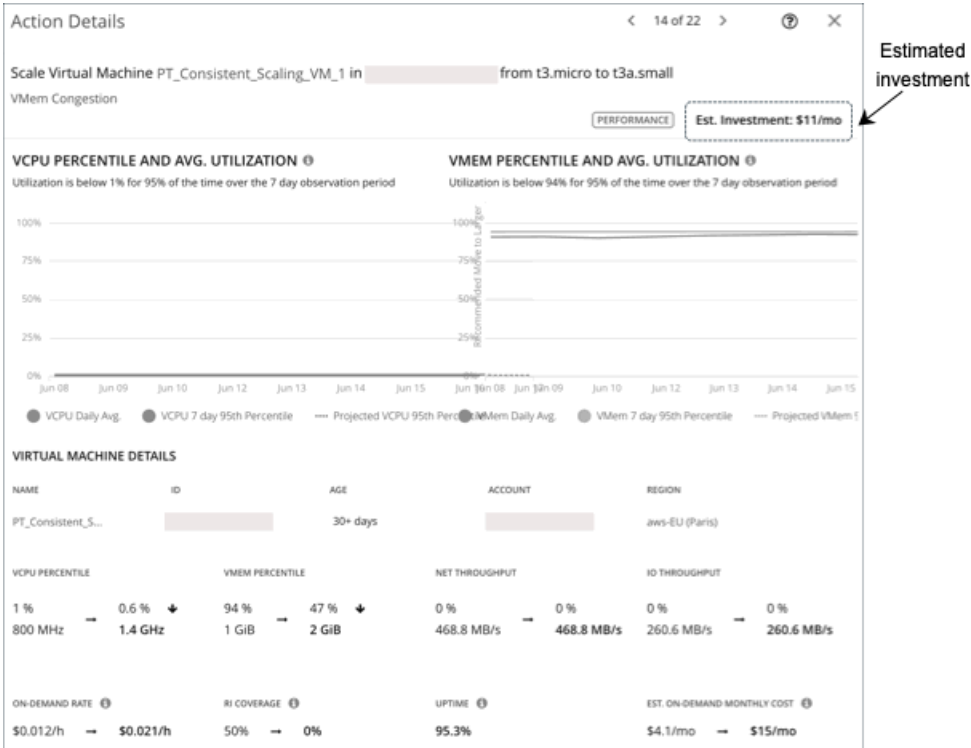 Action Details
14 of 22
Estimated
investment
Scale Virtual Machine PT_Consistent_Scaling_VM_1 in from t3.micro to t3a.small
VMem Congestion
PERFORMANCE
Est. Investment: $11/mo
VCPU PERCENTILE AND AVG. UTILIZATION
Utilization is below 1% for 95% of the time over the 7 day observation period
100%
75%
50%
25%
0%
Jun 08 Jun 09 Jun 10 Jun 12 Jun 13 Jun 14 Jun 15
VCPU Daily Avg. VCPU 7 day 95th Percentile Projected VCPU 95th
VMEM PERCENTILE AND AVG. UTILIZATION
Utilization is below 94% for 95% of the time over the 7 day observation period
Recommended Move to Larger
100%
75%
50%
25%
0%
Jun 08 Jun 09 Jun 10 Jun 12 Jun 13 Jun 14 Jun 15
VMem Daily Avg. VMem 7 day 95th Percentile Projected VMem
VIRTUAL MACHINE DETAILS
NAME ID AGE ACCOUNT REGION
PT_Consistent_S... 30+ days aws-EU (Paris)
VCPU PERCENTILE VMEM PERCENTILE NET THROUGHPUT IO THROUGHPUT
1 % → 0.6 % ↓ 94 % → 47 % ↓ 0 % → 0 % 0 % → 0 %
800 MHz 1.4 GHz 1 GiB 2 GiB 468.8 MB/s 468.8 MB/s 260.6 MB/s 260.6 MB/s
ON-DEMAND RATE RI COVERAGE UPTIME EST. ON-DEMAND MONTHLY COST
$0.012/h → $0.021/h 50% → 0% 95.3% $4.1/mo → $15/mo